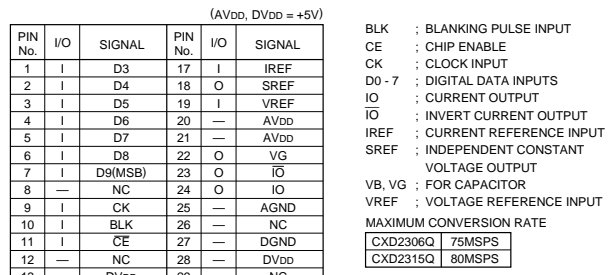 (AVDD, DVDD = +5V)
PIN No. I/O SIGNAL PIN No. I/O SIGNAL
1 I D3 17 I IREF
2 I D4 18 O SREF
3 I D5 19 I VREF
4 I D6 20 — AVDD
5 I D7 21 — AVDD
6 I D8 22 O VG
7 I D9(MSB) 23 O I̅O̅
8 — NC 24 O IO
9 I CK 25 — AGND
10 I BLK 26 — NC
11 I C̅E̅ 27 — DGND
12 — NC 28 — DVDD
BLK ; BLANKING PULSE INPUT
CE ; CHIP ENABLE
CK ; CLOCK INPUT
D0 - 7 ; DIGITAL DATA INPUTS
IO ; CURRENT OUTPUT
I̅O̅ ; INVERT CURRENT OUTPUT
IREF ; CURRENT REFERENCE INPUT
SREF ; INDEPENDENT CONSTANT
VOLTAGE OUTPUT
VB, VG ; FOR CAPACITOR
VREF ; VOLTAGE REFERENCE INPUT
MAXIMUM CONVERSION RATE
CXD2306Q 75MSPS
CXD2315Q 80MSPS